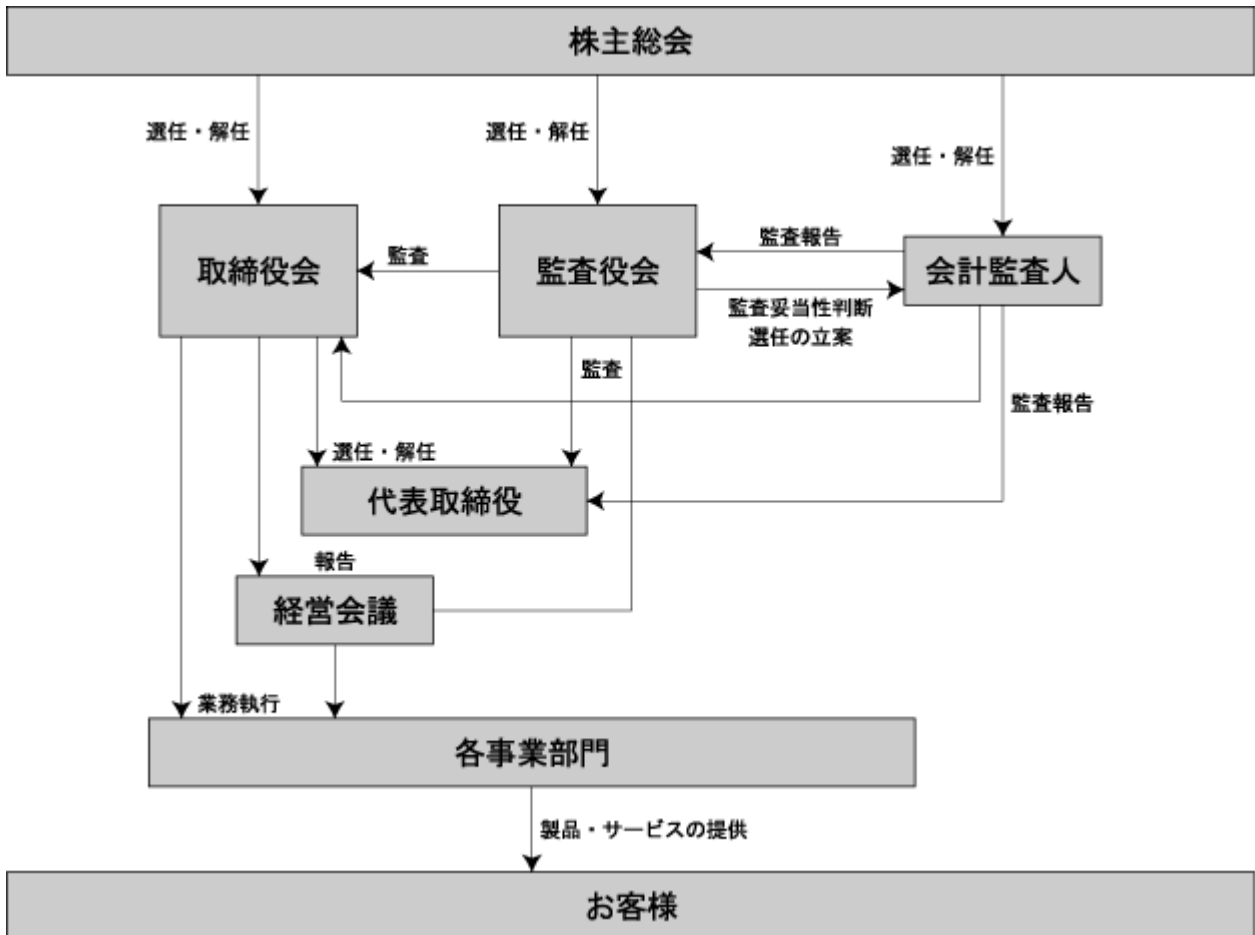 株主総会
選任・解任
選任・解任
選任・解任
取締役会
監査
監査役会
監査報告
会計監査人
監査妥当性判断
選任の立案
監査
監査報告
選任・解任
代表取締役
報告
経営会議
業務執行
各事業部門
製品・サービスの提供
お客様